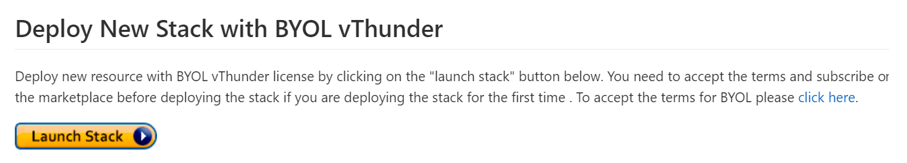 Deploy New Stack with BYOL vThunder
Deploy new resource with BYOL vThunder license by clicking on the "launch stack" button below. You need to accept the terms and subscribe or
the marketplace before deploying the stack if you are deploying the stack for the first time . To accept the terms for BYOL please click here.
Launch Stack